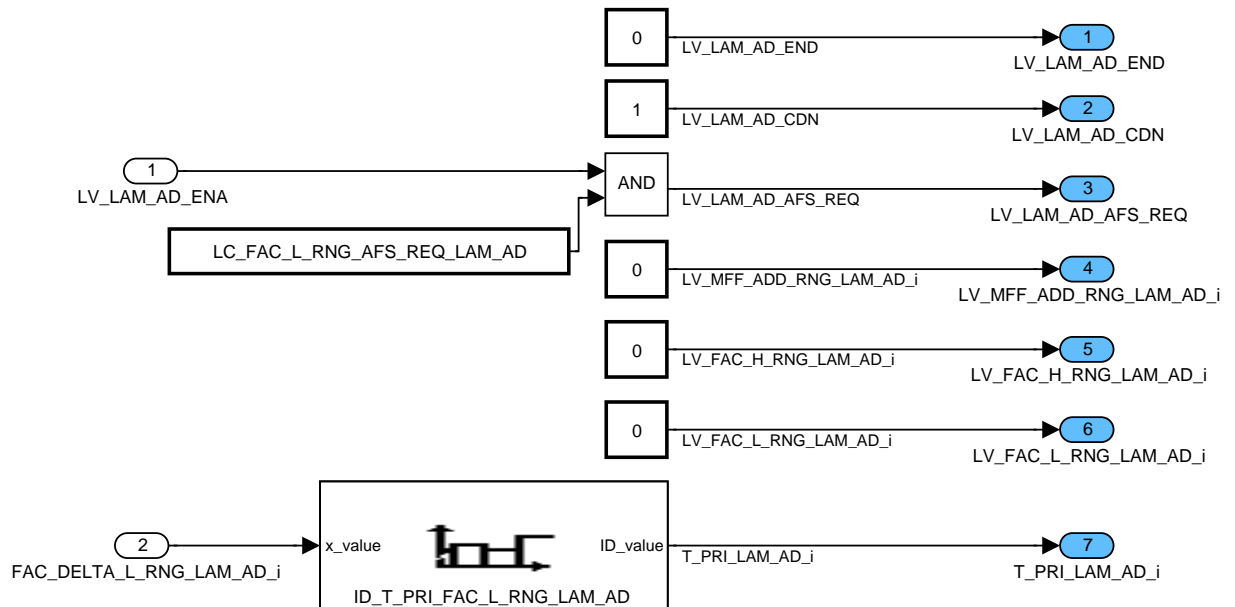 0
LV_LAM_AD_END
1
LV_LAM_AD_END
1
LV_LAM_AD_CDN
2
LV_LAM_AD_CDN
1
LV_LAM_AD_ENA
AND
LV_LAM_AD_AFS_REQ
3
LV_LAM_AD_AFS_REQ
LC_FAC_L_RNG_AFS_REQ_LAM_AD
0
LV_MFF_ADD_RNG_LAM_AD_i
4
LV_MFF_ADD_RNG_LAM_AD_i
0
LV_FAC_H_RNG_LAM_AD_i
5
LV_FAC_H_RNG_LAM_AD_i
0
LV_FAC_L_RNG_LAM_AD_i
6
LV_FAC_L_RNG_LAM_AD_i
2
FAC_DELTA_L_RNG_LAM_AD_i
x_value
ID_value
ID_T_PRI_FAC_L_RNG_LAM_AD
T_PRI_LAM_AD_i
7
T_PRI_LAM_AD_i